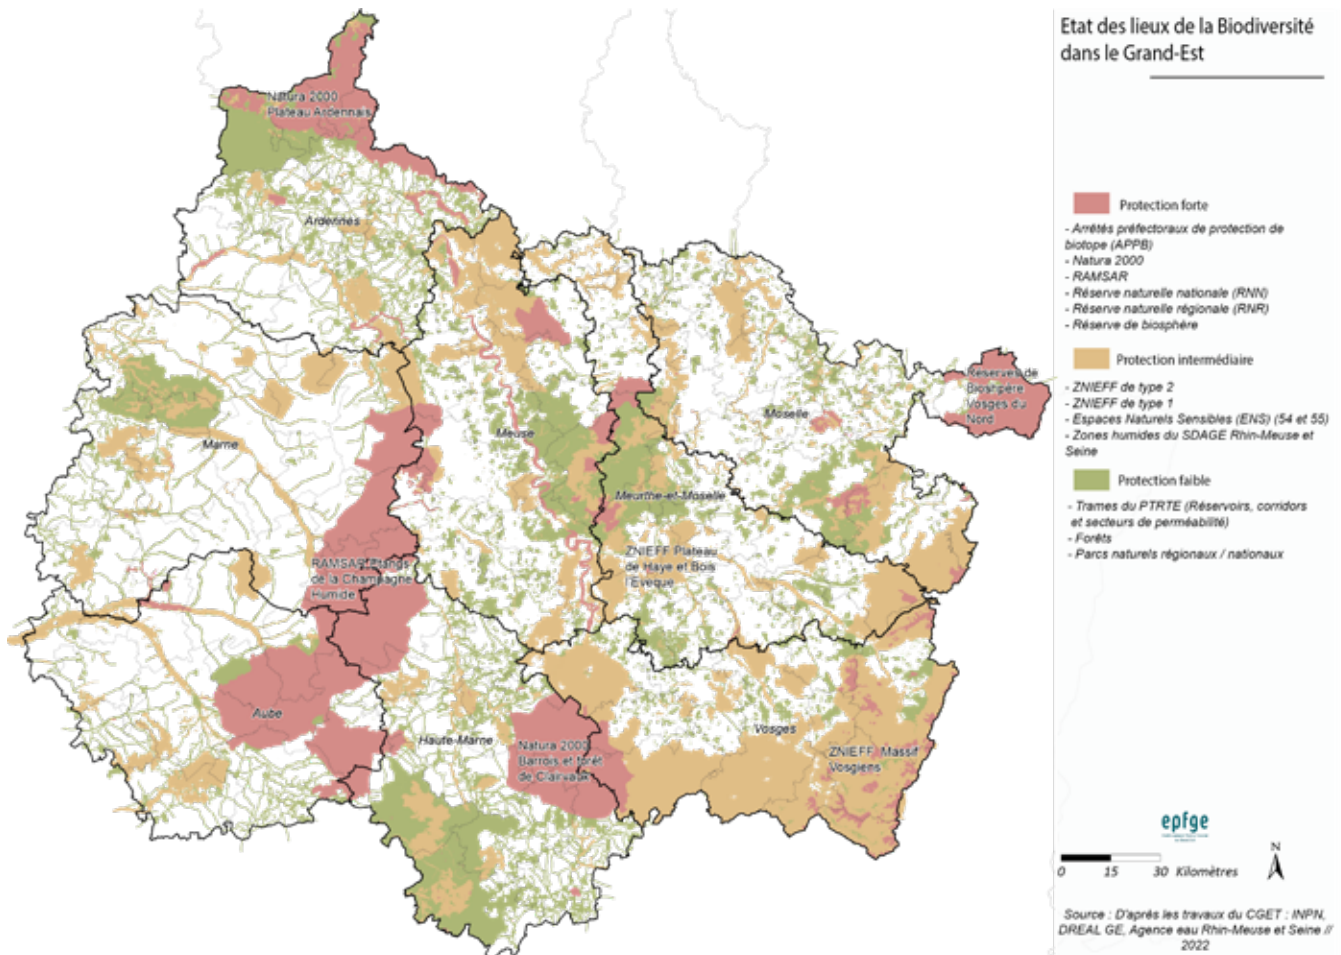 Etat des lieux de la Biodiversité
dans le Grand-Est
Natura 2000
Plateau Ardennais
Ardennes
Marne
Meuse
Moselle
Réserves de
Bioshpère
Vosges du
Nord
Meurthe-et-Moselle
ZNIEFF Plateau
de Haye et Bois
l'Eveque
RAMSAR Etangs
de la Champagne
Humide
Aube
Haute-Marne
Natura 2000
Barrois et forêt
de Clairvaux
Vosges
ZNIEFF Massif
Vosgiens
Protection forte
- Arrêtés préfectoraux de protection de
biotope (APPB)
- Natura 2000
- RAMSAR
- Réserve naturelle nationale (RNN)
- Réserve naturelle régionale (RNR)
- Réserve de biosphère
Protection intermédiaire
- ZNIEFF de type 2
- ZNIEFF de type 1
- Espaces Naturels Sensibles (ENS) (54 et 55)
- Zones humides du SDAGE Rhin-Meuse et
Seine
Protection faible
- Trames du PTRTE (Réservoirs, corridors
et secteurs de perméabilité)
- Forêts
- Parcs naturels régionaux / nationaux
epfge
N
0 15 30 Kilomètres
Source : D'après les travaux du CGET : INPN,
DREAL GE, Agence eau Rhin-Meuse et Seine //
2022